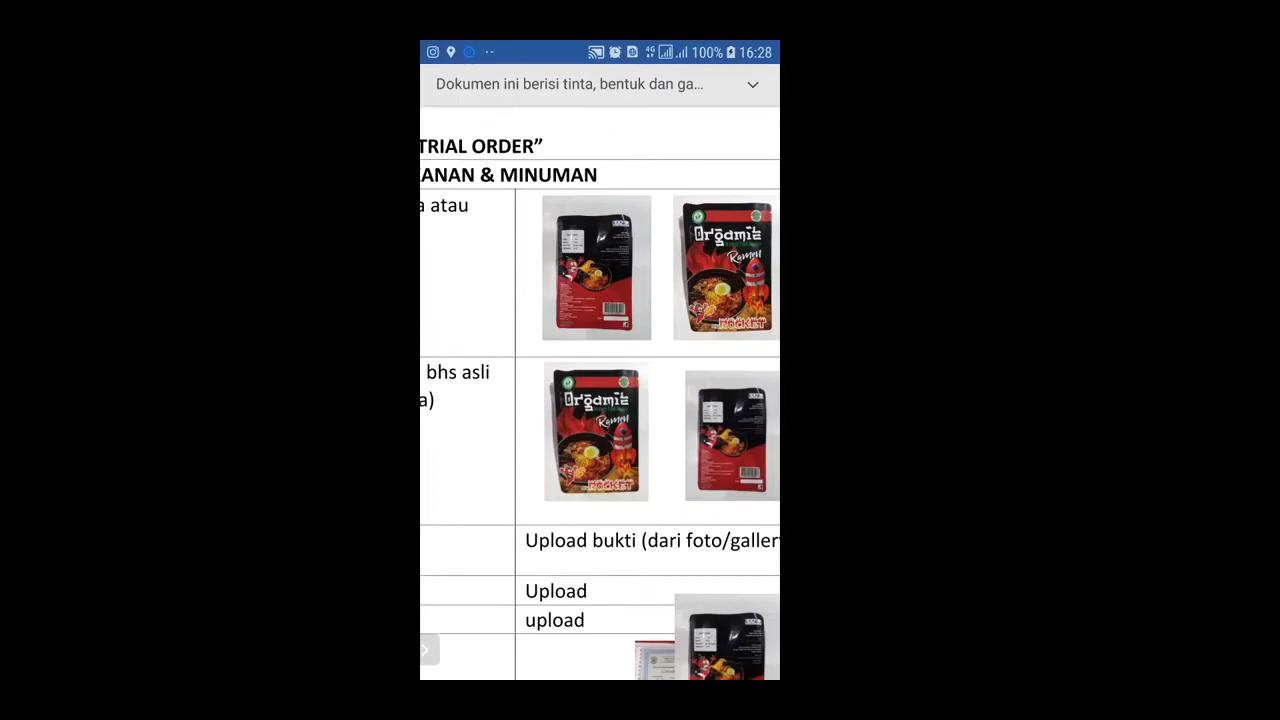 4G 100% 16:28
Dokumen ini berisi tinta, bentuk dan ga...
TRIAL ORDER”
ANAN & MINUMAN
a atau
Orgamie
Ramen
ROCKET
bhs asli
a)
Orgamie
Ramen
ROCKET
Upload bukti (dari foto/galler
Upload
upload